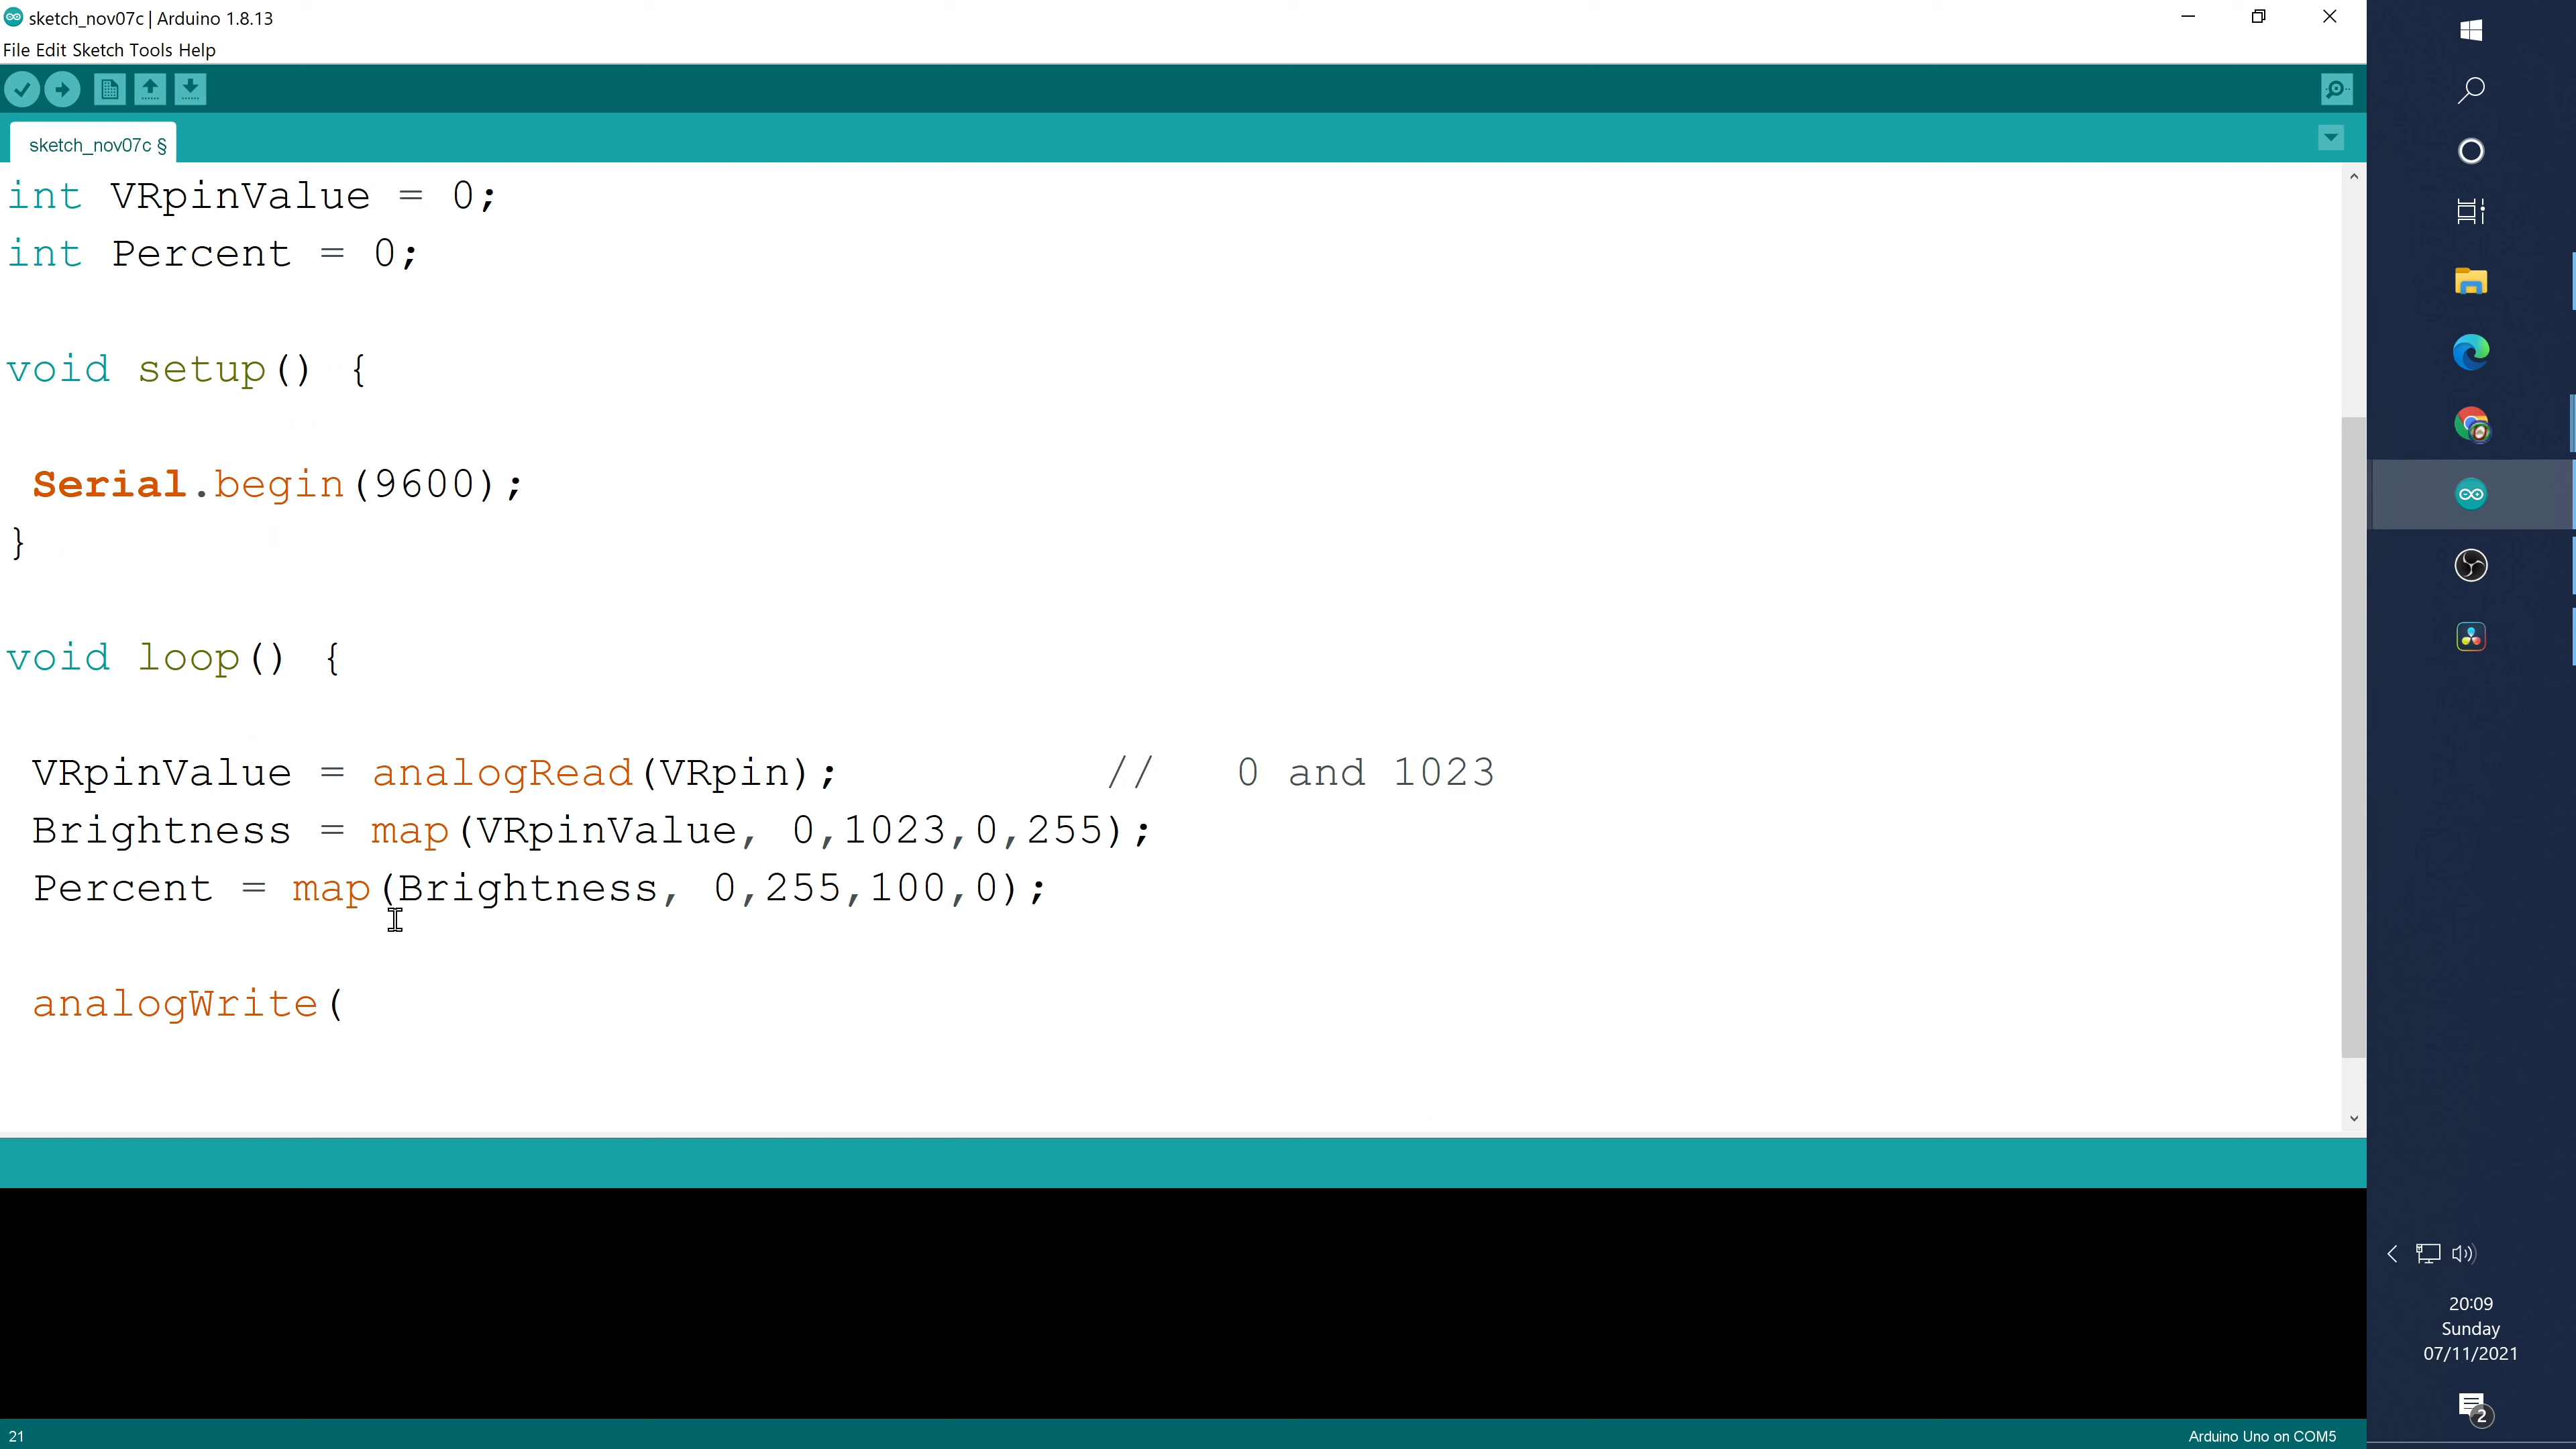 sketch_nov07c | Arduino 1.8.13
File Edit Sketch Tools Help
sketch_nov07c §
int VRpinValue = 0;
int Percent = 0;
void setup() {
Serial.begin(9600);
}
void loop() {
VRpinValue = analogRead(VRpin); // 0 and 1023
Brightness = map(VRpinValue, 0,1023,0,255);
Percent = map(Brightness, 0,255,100,0);
analogWrite(
20:09
Sunday
07/11/2021
2
21
Arduino Uno on COM5